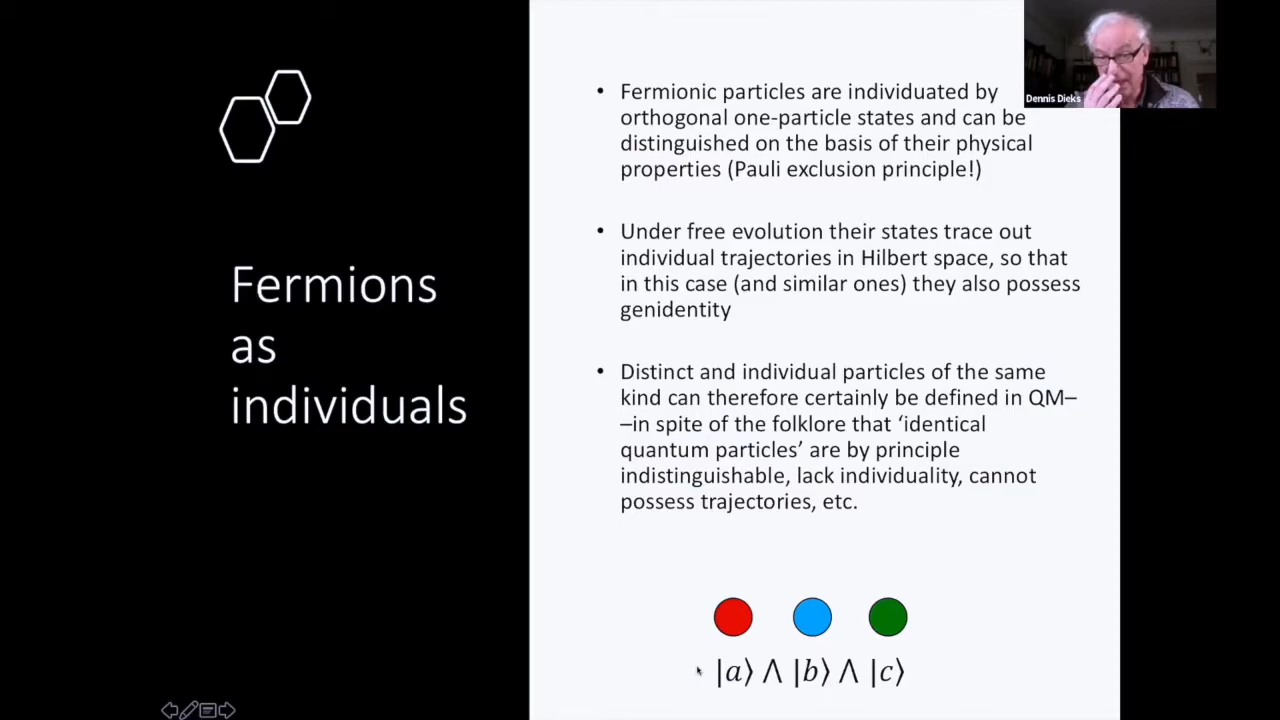 Fermions
as
individuals
• Fermionic particles are individuated by
orthogonal one-particle states and can be
distinguished on the basis of their physical
properties (Pauli exclusion principle!)
• Under free evolution their states trace out
individual trajectories in Hilbert space, so that
in this case (and similar ones) they also possess
genidentity
• Distinct and individual particles of the same
kind can therefore certainly be defined in QM–
–in spite of the folklore that ‘identical
quantum particles’ are by principle
indistinguishable, lack individuality, cannot
possess trajectories, etc.
|a⟩ ⋀ |b⟩ ⋀ |c⟩
Dennis Dieks